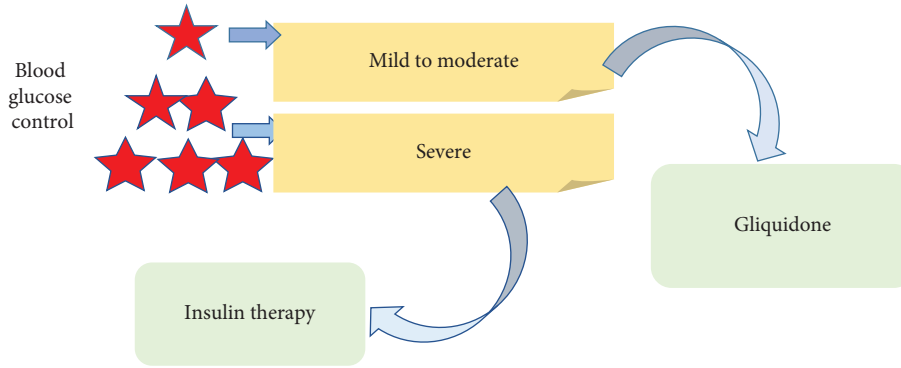 Blood
glucose
control
Mild to moderate
Severe
Gliquidone
Insulin therapy